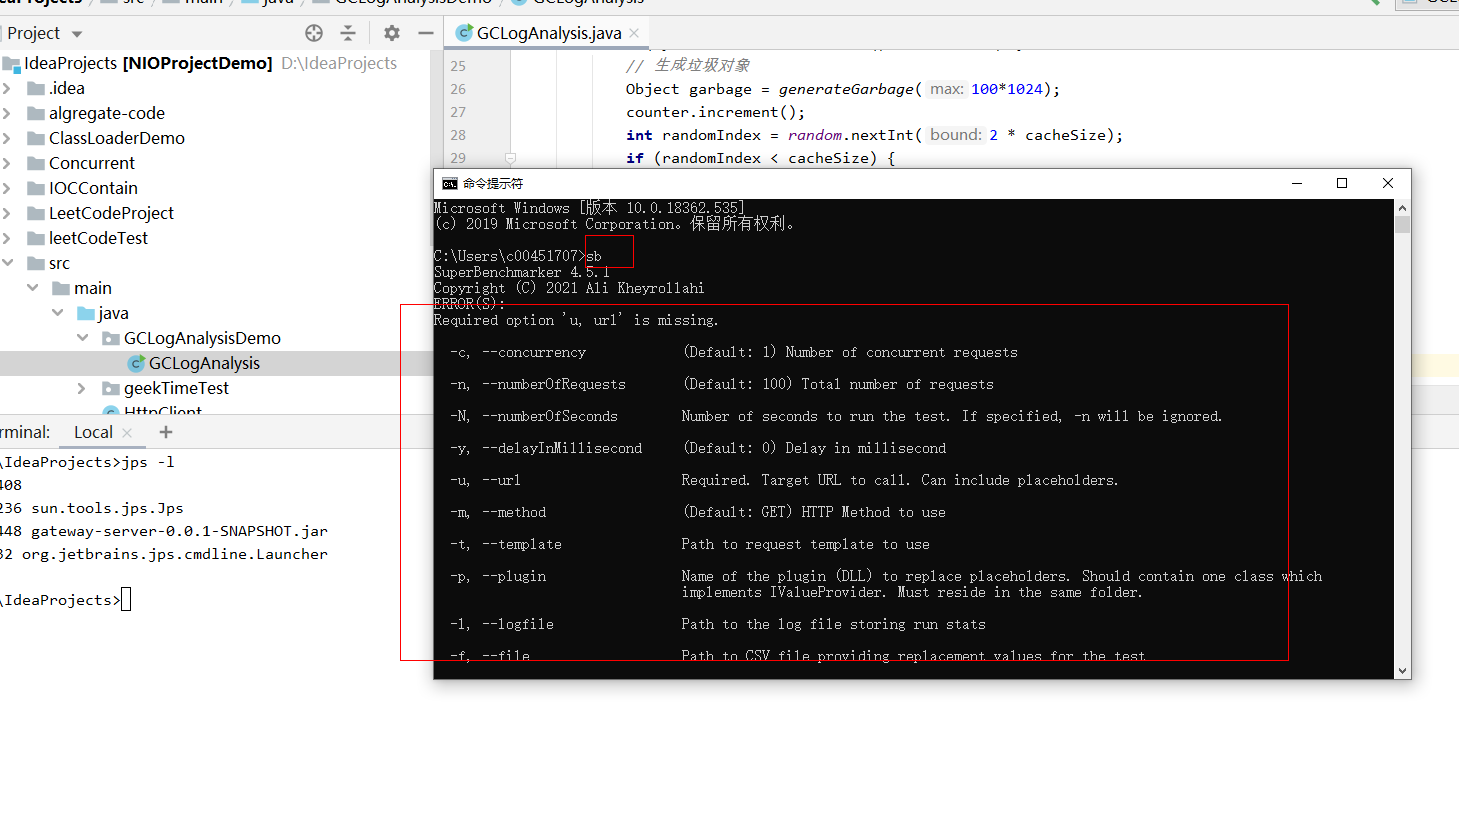 Project
GCLogAnalysis.java
IdeaProjects [NIOProjectDemo] D:\IdeaProjects
.idea
algregate-code
ClassLoaderDemo
Concurrent
IOCContain
LeetCodeProject
leetCodeTest
src
main
java
GCLogAnalysisDemo
GCLogAnalysis
geekTimeTest
HttpClient
25 // 生成垃圾对象
26 Object garbage = generateGarbage( max: 100*1024);
27 counter.increment();
28 int randomIndex = random.nextInt( bound: 2 * cacheSize);
29 if (randomIndex < cacheSize) {
rminal: Local
\IdeaProjects>jps -l
408
236 sun.tools.jps.Jps
448 gateway-server-0.0.1-SNAPSHOT.jar
32 org.jetbrains.jps.cmdline.Launcher
\IdeaProjects>
命令提示符
Microsoft Windows [版本 10.0.18362.535]
(c) 2019 Microsoft Corporation。保留所有权利。
C:\Users\c00451707>sb
SuperBenchmarker 4.5.1
Copyright (C) 2021 Ali Kheyrollahi
ERROR(S):
Required option 'u, url' is missing.
-c, --concurrency (Default: 1) Number of concurrent requests
-n, --numberOfRequests (Default: 100) Total number of requests
-N, --numberOfSeconds Number of seconds to run the test. If specified, -n will be ignored.
-y, --delayInMillisecond (Default: 0) Delay in millisecond
-u, --url Required. Target URL to call. Can include placeholders.
-m, --method (Default: GET) HTTP Method to use
-t, --template Path to request template to use
-p, --plugin Name of the plugin (DLL) to replace placeholders. Should contain one class which
implements IValueProvider. Must reside in the same folder.
-l, --logfile Path to the log file storing run stats
-f, --file Path to CSV file providing replacement values for the test